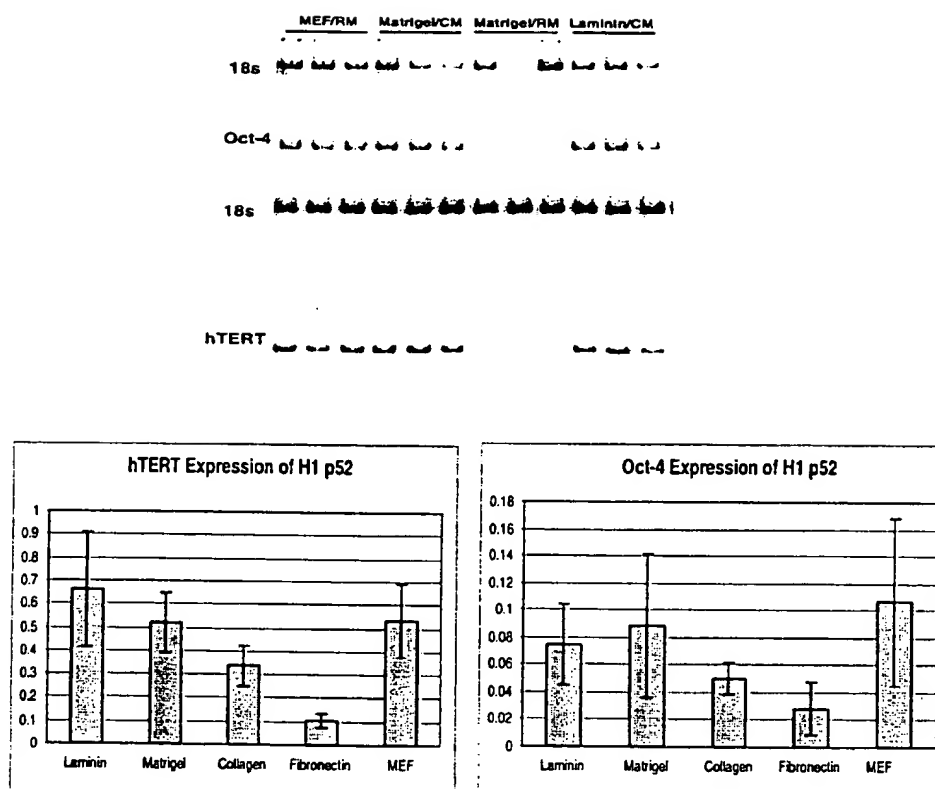 MEF/RM Matrigel/CM Matrigel/RM Laminin/CM
18s
Oct-4
18s
hTERT
hTERT Expression of H1 p52
1
0.9
0.8
0.7
0.6
0.5
0.4
0.3
0.2
0.1
0
Laminin Matrigel Collagen Fibronectin MEF
Oct-4 Expression of H1 p52
0.18
0.16
0.14
0.12
0.1
0.08
0.06
0.04
0.02
0
Laminin Matrigel Collagen Fibronectin MEF